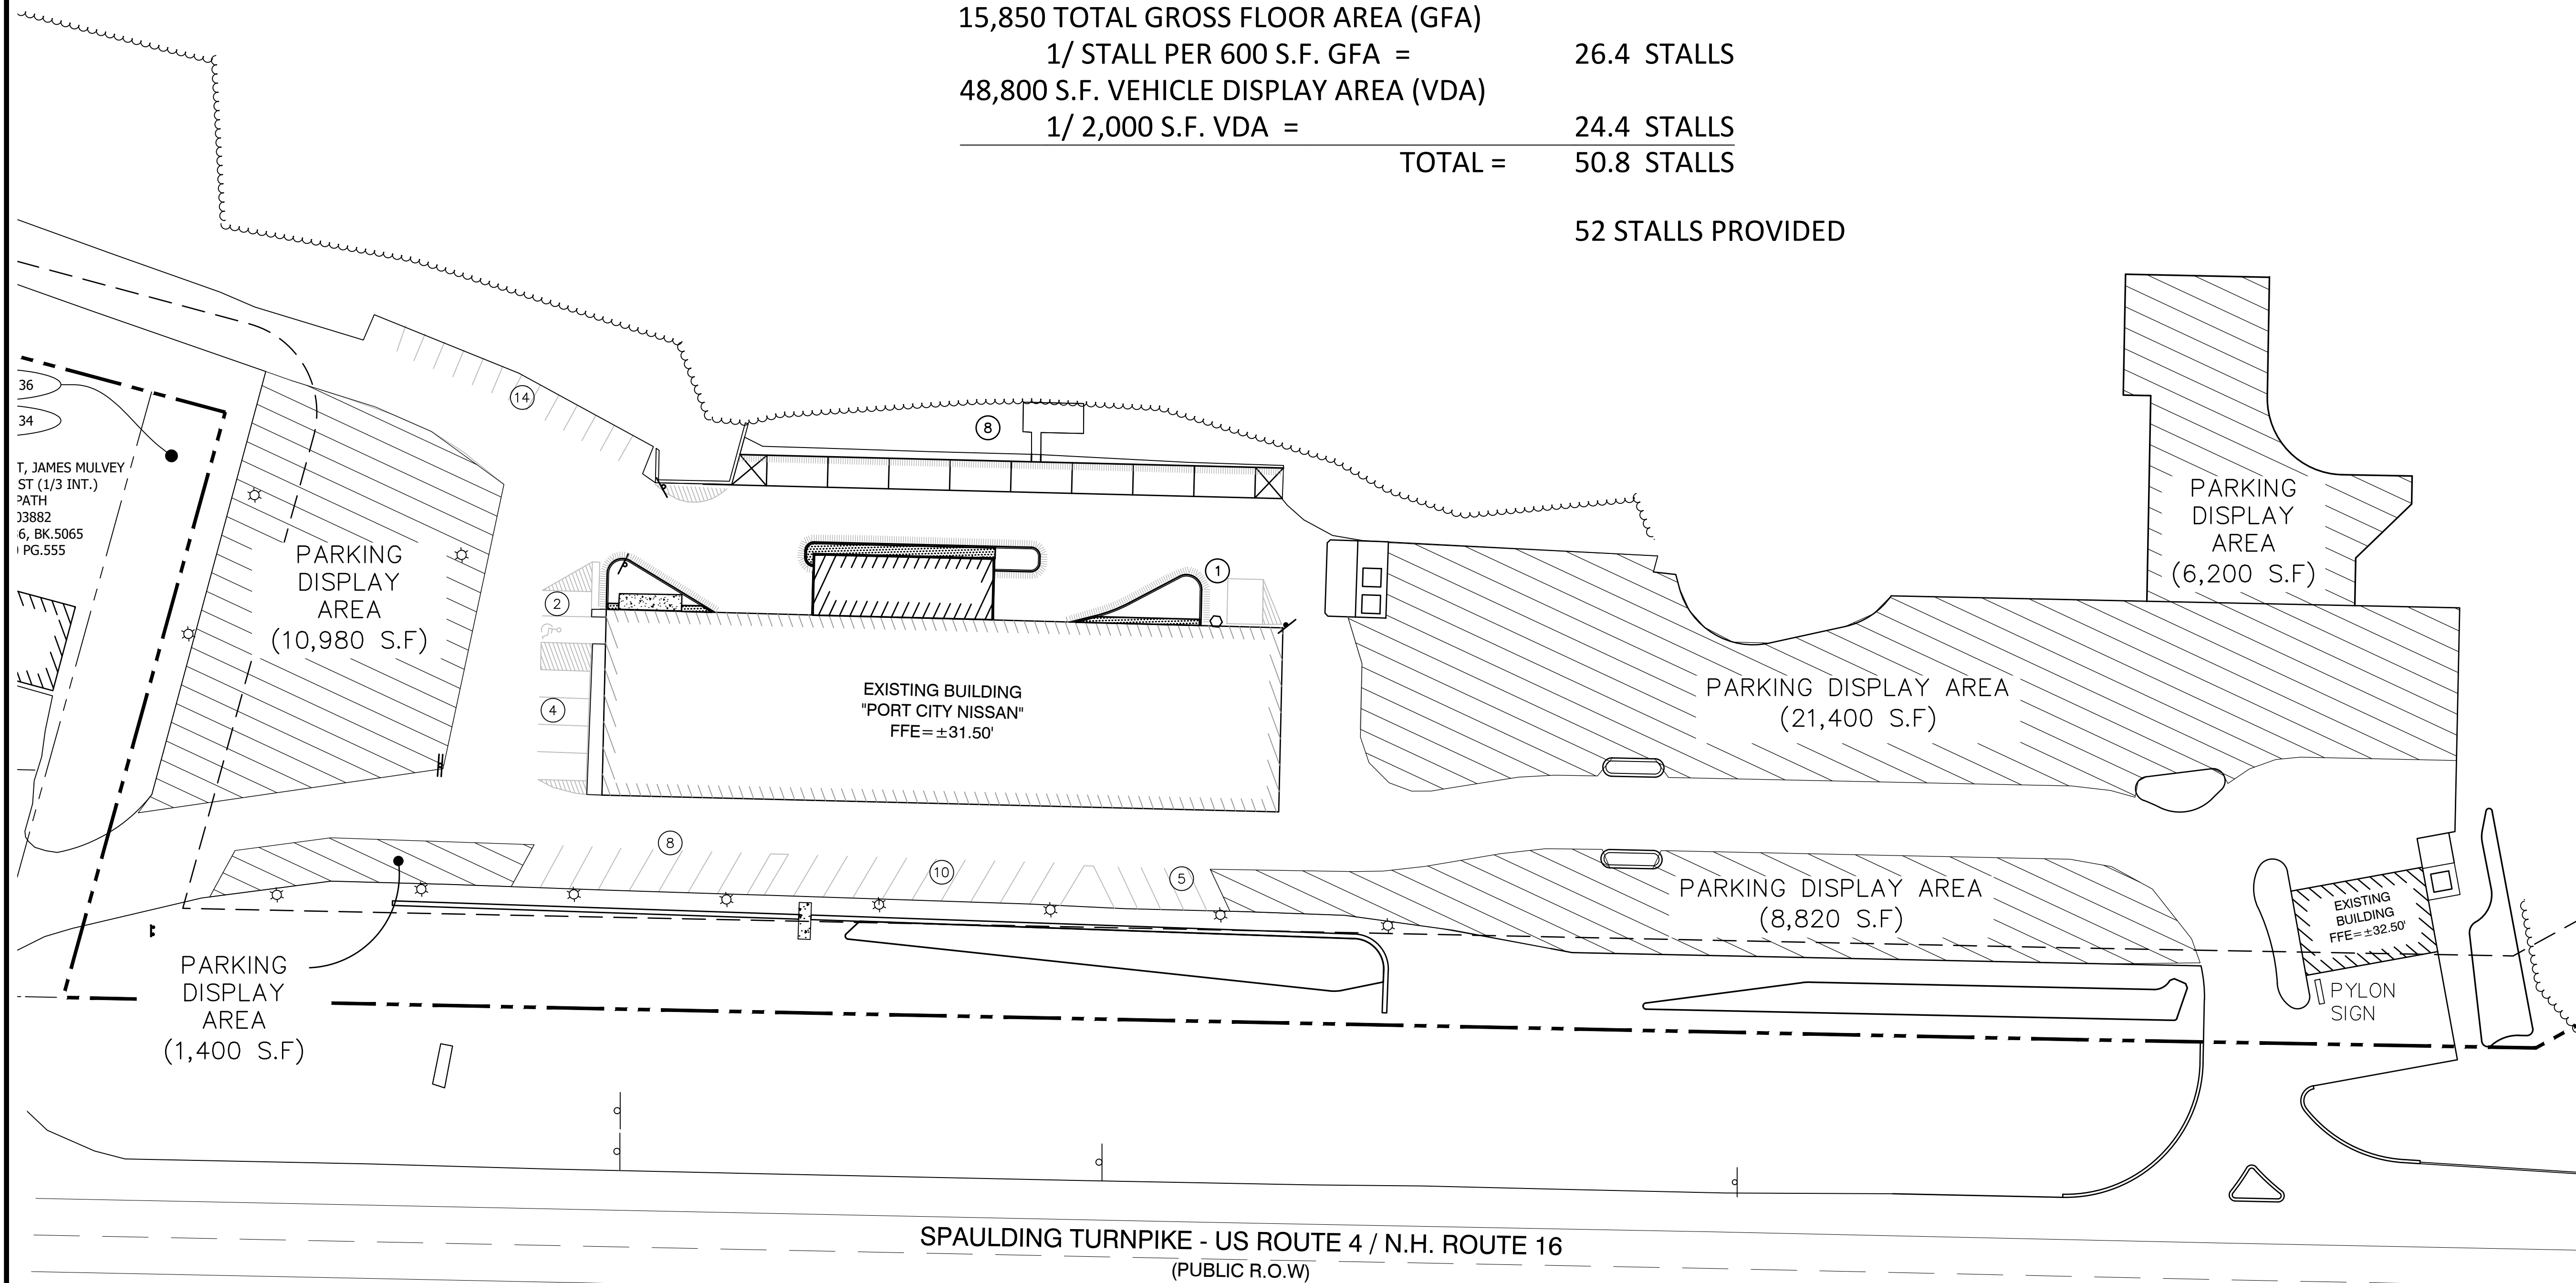 15,850 TOTAL GROSS FLOOR AREA (GFA)
1/ STALL PER 600 S.F. GFA = 26.4 STALLS
48,800 S.F. VEHICLE DISPLAY AREA (VDA)
1/ 2,000 S.F. VDA = 24.4 STALLS
TOTAL = 50.8 STALLS
52 STALLS PROVIDED
36
34
T, JAMES MULVEY
ST (1/3 INT.)
PATH
03882
6, BK.5065
PG.555
14
8
PARKING
DISPLAY
AREA
(10,980 S.F)
2
4
1
EXISTING BUILDING
"PORT CITY NISSAN"
FFE=±31.50'
PARKING
DISPLAY
AREA
(6,200 S.F)
PARKING DISPLAY AREA
(21,400 S.F)
8
10
5
PARKING DISPLAY AREA
(8,820 S.F)
EXISTING
BUILDING
FFE=±32.50'
PYLON
SIGN
PARKING
DISPLAY
AREA
(1,400 S.F)
SPAULDING TURNPIKE - US ROUTE 4 / N.H. ROUTE 16
(PUBLIC R.O.W)